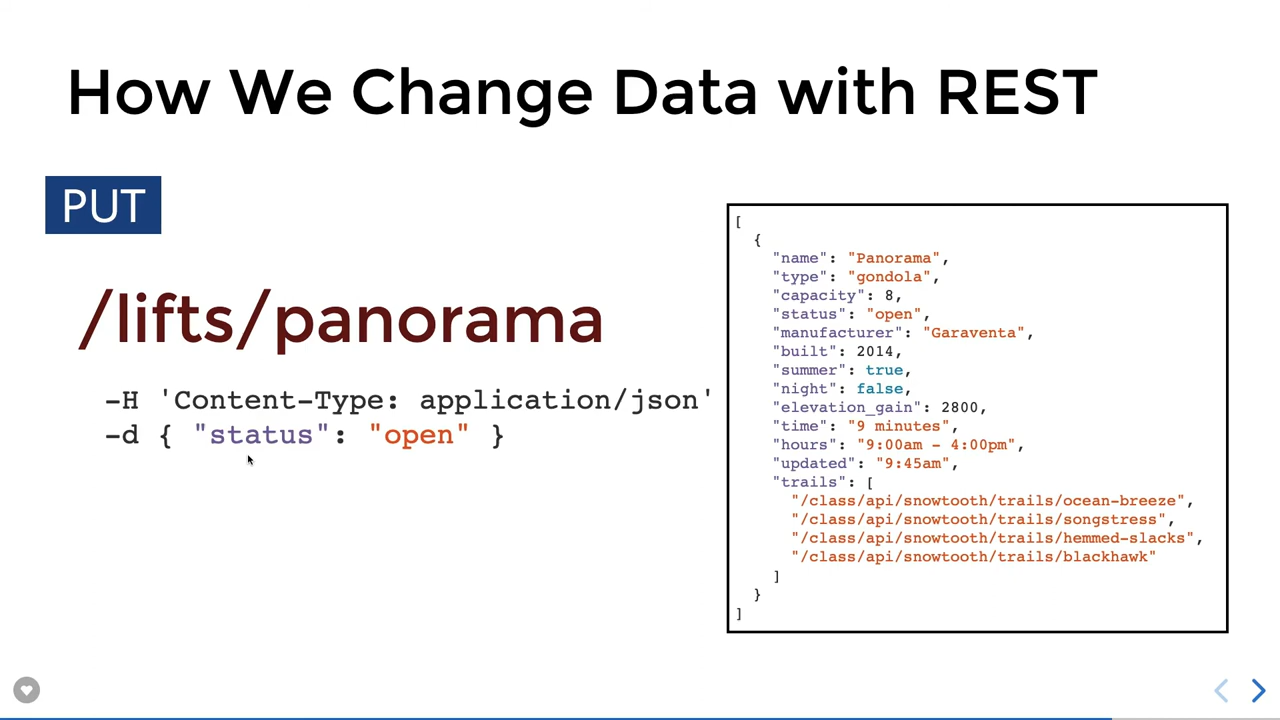 How We Change Data with REST
PUT
/lifts/panorama
-H 'Content-Type: application/json'
-d { "status": "open" }
[
{
"name": "Panorama",
"type": "gondola",
"capacity": 8,
"status": "open",
"manufacturer": "Garaventa",
"built": 2014,
"summer": true,
"night": false,
"elevation_gain": 2800,
"time": "9 minutes",
"hours": "9:00am - 4:00pm",
"updated": "9:45am",
"trails": [
"/class/api/snowtooth/trails/ocean-breeze",
"/class/api/snowtooth/trails/songstress",
"/class/api/snowtooth/trails/hemmed-slacks",
"/class/api/snowtooth/trails/blackhawk"
]
}
]